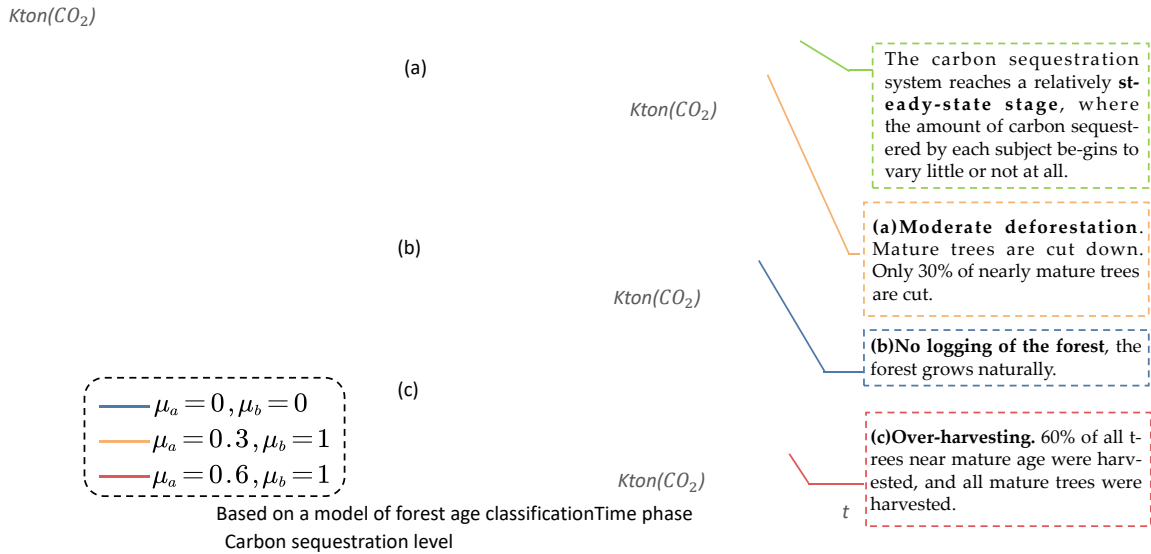 Kton(CO₂)
(a)
Kton(CO₂)
The carbon sequestration
system reaches a relatively st-
eady-state stage, where
the amount of carbon sequest-
ered by each subject be-gins to
vary little or not at all.
(a)Moderate deforestation.
Mature trees are cut down.
Only 30% of nearly mature trees
are cut.
(b)
Kton(CO₂)
(b)No logging of the forest, the
forest grows naturally.
(c)
μₐ = 0 , μ_b = 0
μₐ = 0.3 , μ_b = 1
μₐ = 0.6 , μ_b = 1
Kton(CO₂)
(c)Over-harvesting. 60% of all t-
rees near mature age were harv-
ested, and all mature trees were
harvested.
Based on a model of forest age classificationTime phase
t
Carbon sequestration level